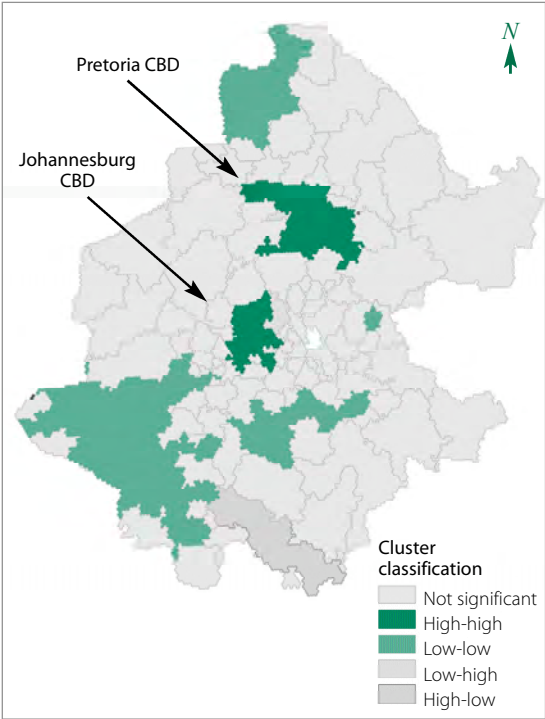 N
Pretoria CBD
Johannesburg
CBD
Cluster
classification
Not significant
High-high
Low-low
Low-high
High-low